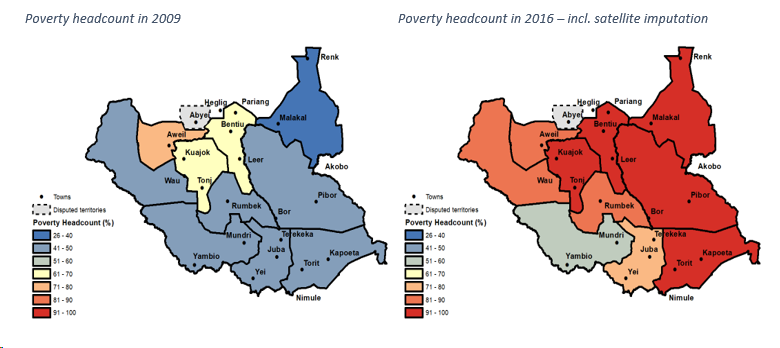 Poverty headcount in 2009
Renk
Heglig
Pariang
Abyei
Malakal
Bentiu
Aweil
Kuajok
Leer
Akobo
Wau
Tonj
Pibor
Rumbek
Bor
Mundri
Terekeka
Juba
Kapoeta
Yambio
Torit
Yei
Nimule
Towns
Disputed territories
Poverty Headcount (%)
26 - 40
41 - 50
51 - 60
61 - 70
71 - 80
81 - 90
91 - 100
Poverty headcount in 2016 – incl. satellite imputation
Renk
Heglig
Pariang
Abyei
Malakal
Bentiu
Aweil
Kuajok
Leer
Akobo
Wau
Tonj
Pibor
Rumbek
Bor
Mundri
Terekeka
Juba
Kapoeta
Yambio
Torit
Yei
Nimule
Towns
Disputed territories
Poverty Headcount (%)
26 - 40
41 - 50
51 - 60
61 - 70
71 - 80
81 - 90
91 - 100